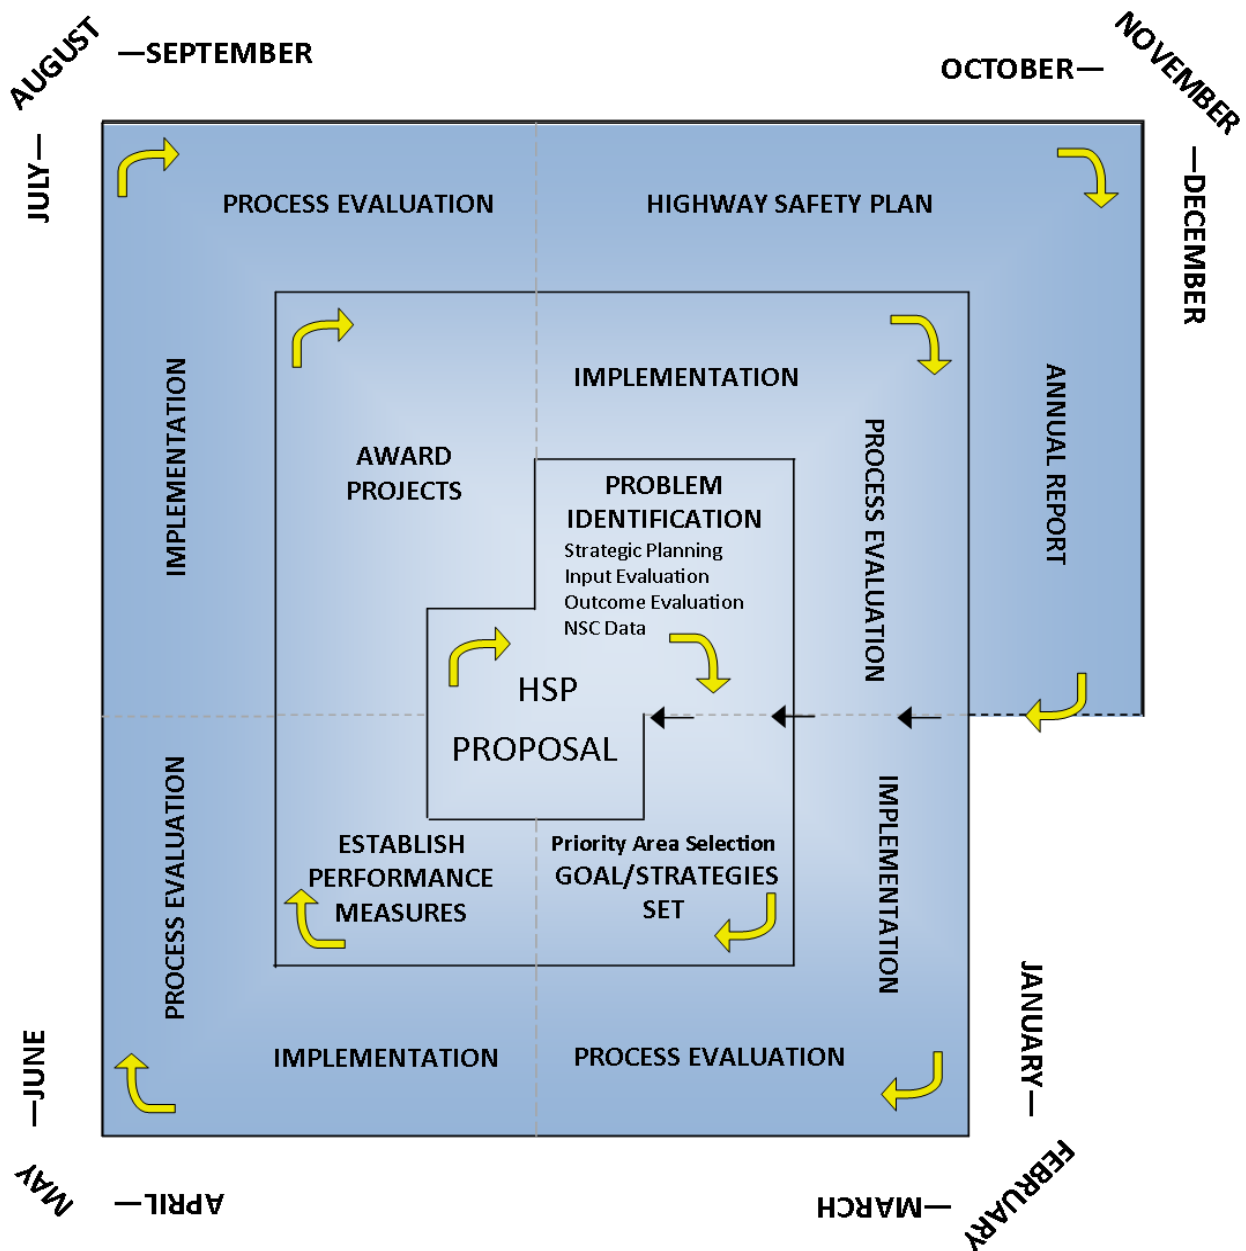 AUGUST
—SEPTEMBER
OCTOBER—
NOVEMBER
JULY—
—DECEMBER
PROCESS EVALUATION
HIGHWAY SAFETY PLAN
IMPLEMENTATION
ANNUAL REPORT
IMPLEMENTATION
PROCESS EVALUATION
AWARD
PROJECTS
PROBLEM
IDENTIFICATION
Strategic Planning
Input Evaluation
Outcome Evaluation
NSC Data
HSP
PROPOSAL
PROCESS EVALUATION
ESTABLISH
PERFORMANCE
MEASURES
Priority Area Selection
GOAL/STRATEGIES
SET
IMPLEMENTATION
IMPLEMENTATION
PROCESS EVALUATION
—JUNE
JANUARY—
MAY
—APRIL
MARCH—
FEBRUARY